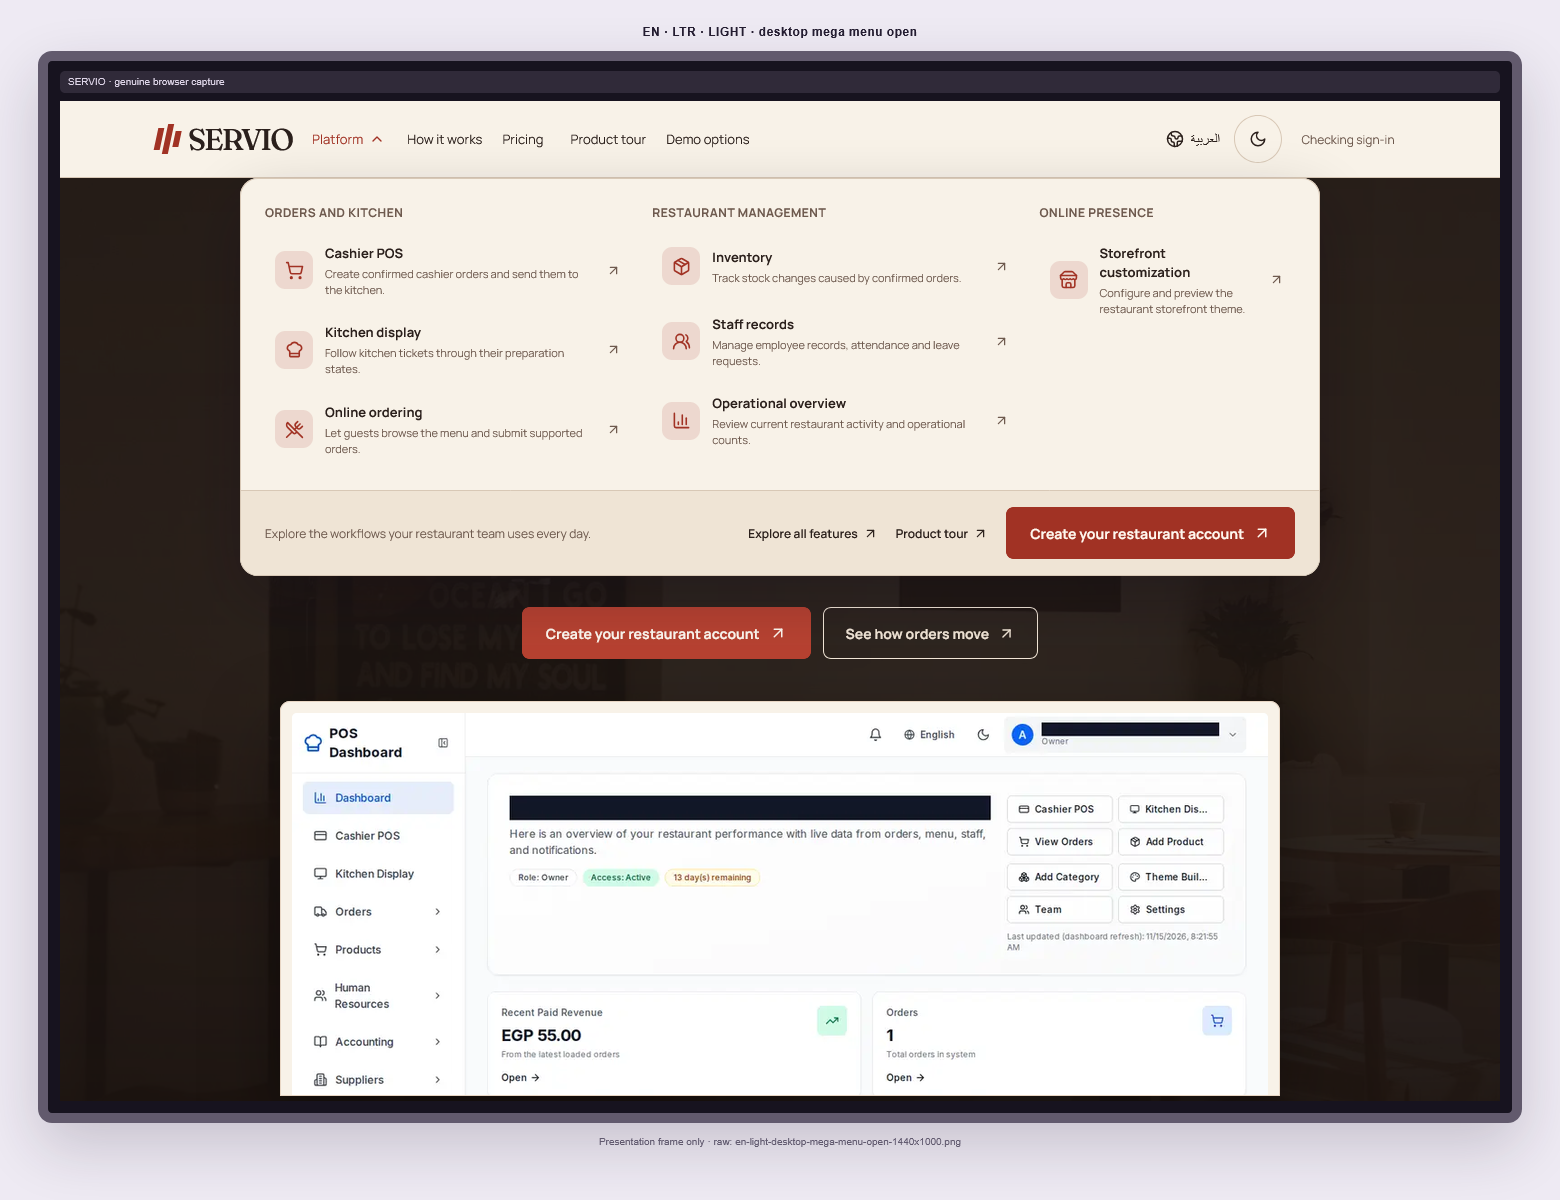 EN · LTR · LIGHT · desktop mega menu open
SERVIO · genuine browser capture
SERVIO
Platform
How it works
Pricing
Product tour
Demo options
العربية
Checking sign-in
ORDERS AND KITCHEN
Cashier POS
Create confirmed cashier orders and send them to
the kitchen.
Kitchen display
Follow kitchen tickets through their preparation
states.
Online ordering
Let guests browse the menu and submit supported
orders.
RESTAURANT MANAGEMENT
Inventory
Track stock changes caused by confirmed orders.
Staff records
Manage employee records, attendance and leave
requests.
Operational overview
Review current restaurant activity and operational
counts.
ONLINE PRESENCE
Storefront
customization
Configure and preview the
restaurant storefront theme.
Explore the workflows your restaurant team uses every day.
Explore all features
Product tour
Create your restaurant account
GO
TO LOSE MY
AND FIND MY SOUL
Create your restaurant account
See how orders move
POS
Dashboard
English
A
Owner
Dashboard
Cashier POS
Kitchen Display
Orders
Products
Human
Resources
Accounting
Suppliers
Here is an overview of your restaurant performance with live data from orders, menu, staff,
and notifications.
Role: Owner
Access: Active
13 day(s) remaining
Cashier POS
Kitchen Dis...
View Orders
Add Product
Add Category
Theme Buil...
Team
Settings
Last updated (dashboard refresh): 11/15/2026, 8:21:55
AM
Recent Paid Revenue
EGP 55.00
From the latest loaded orders
Open →
Orders
1
Total orders in system
Open →
Presentation frame only · raw: en-light-desktop-mega-menu-open-1440x1000.png